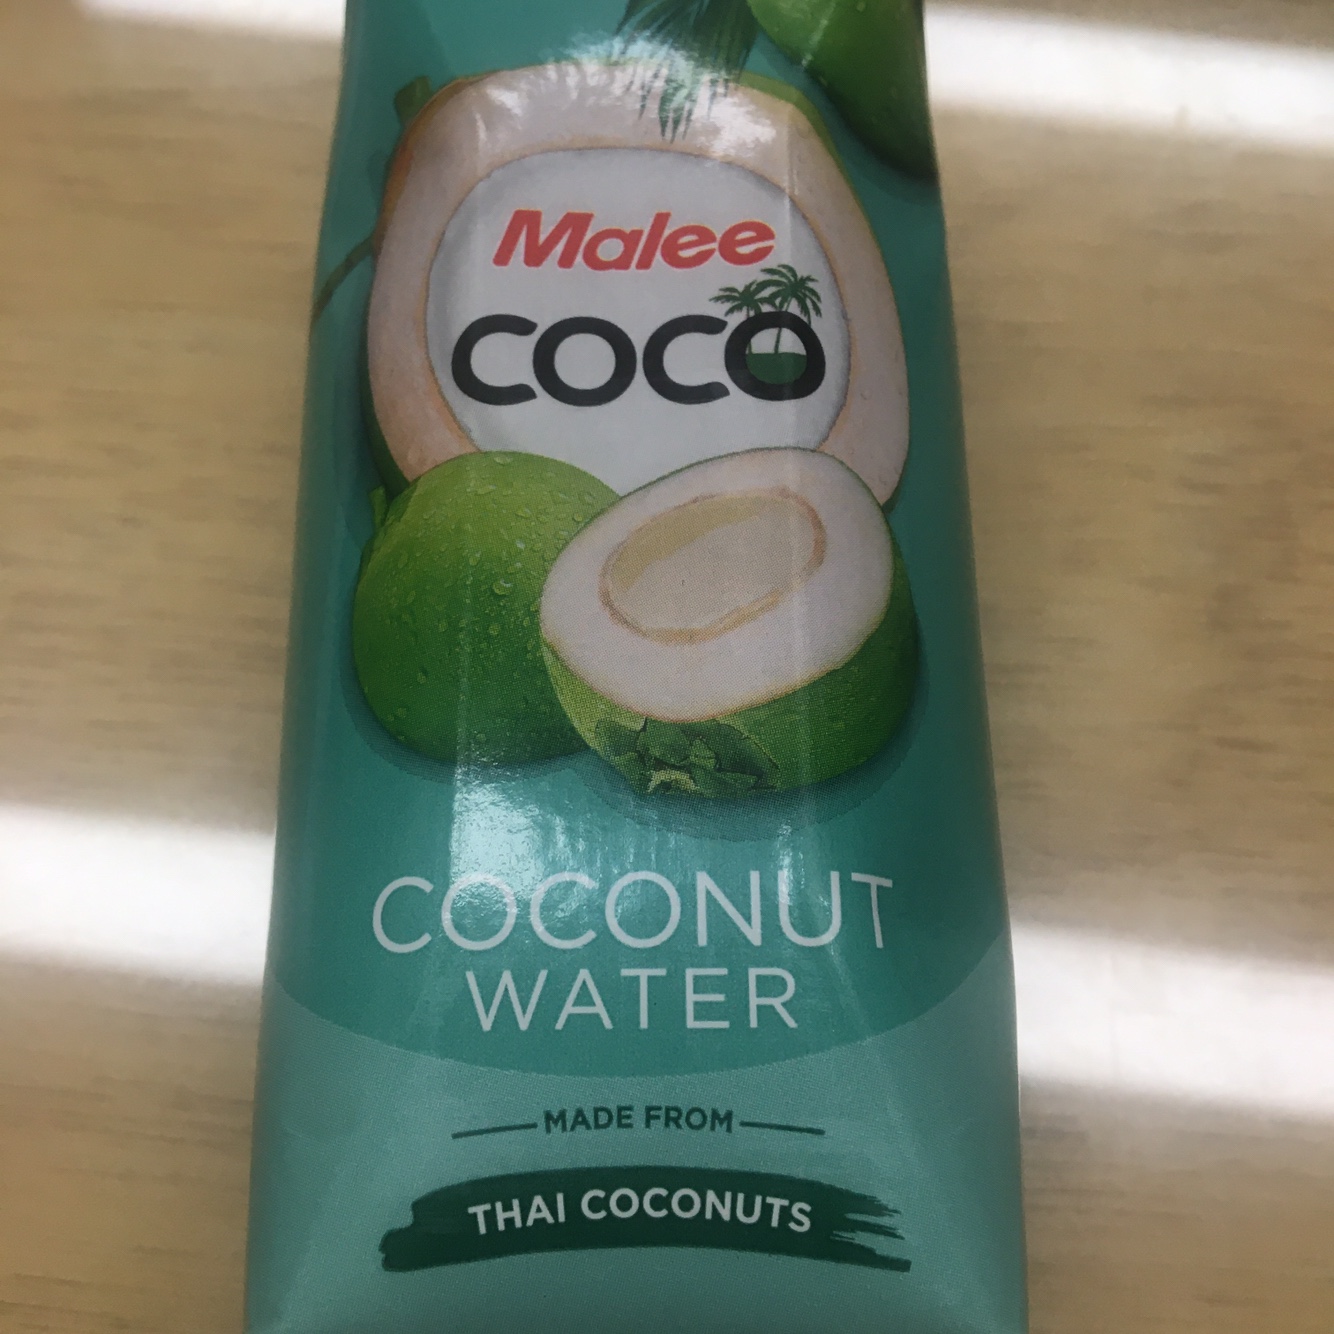 Malee
COCO
COCONUT
WATER
MADE FROM
THAI COCONUTS